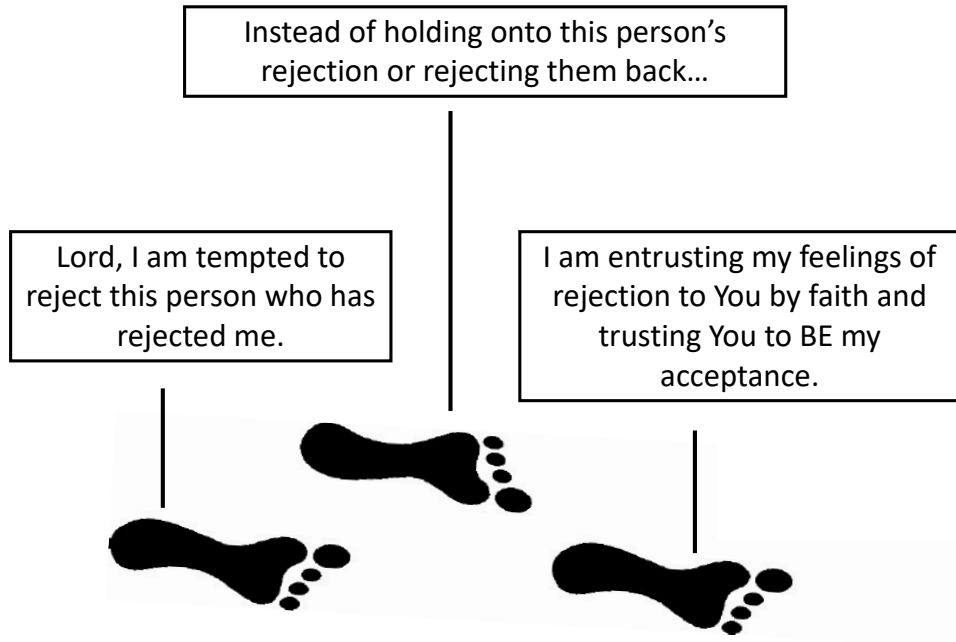 Lord, I am tempted to
reject this person who has
rejected me.
Instead of holding onto this person’s
rejection or rejecting them back…
I am entrusting my feelings of
rejection to You by faith and
trusting You to BE my
acceptance.